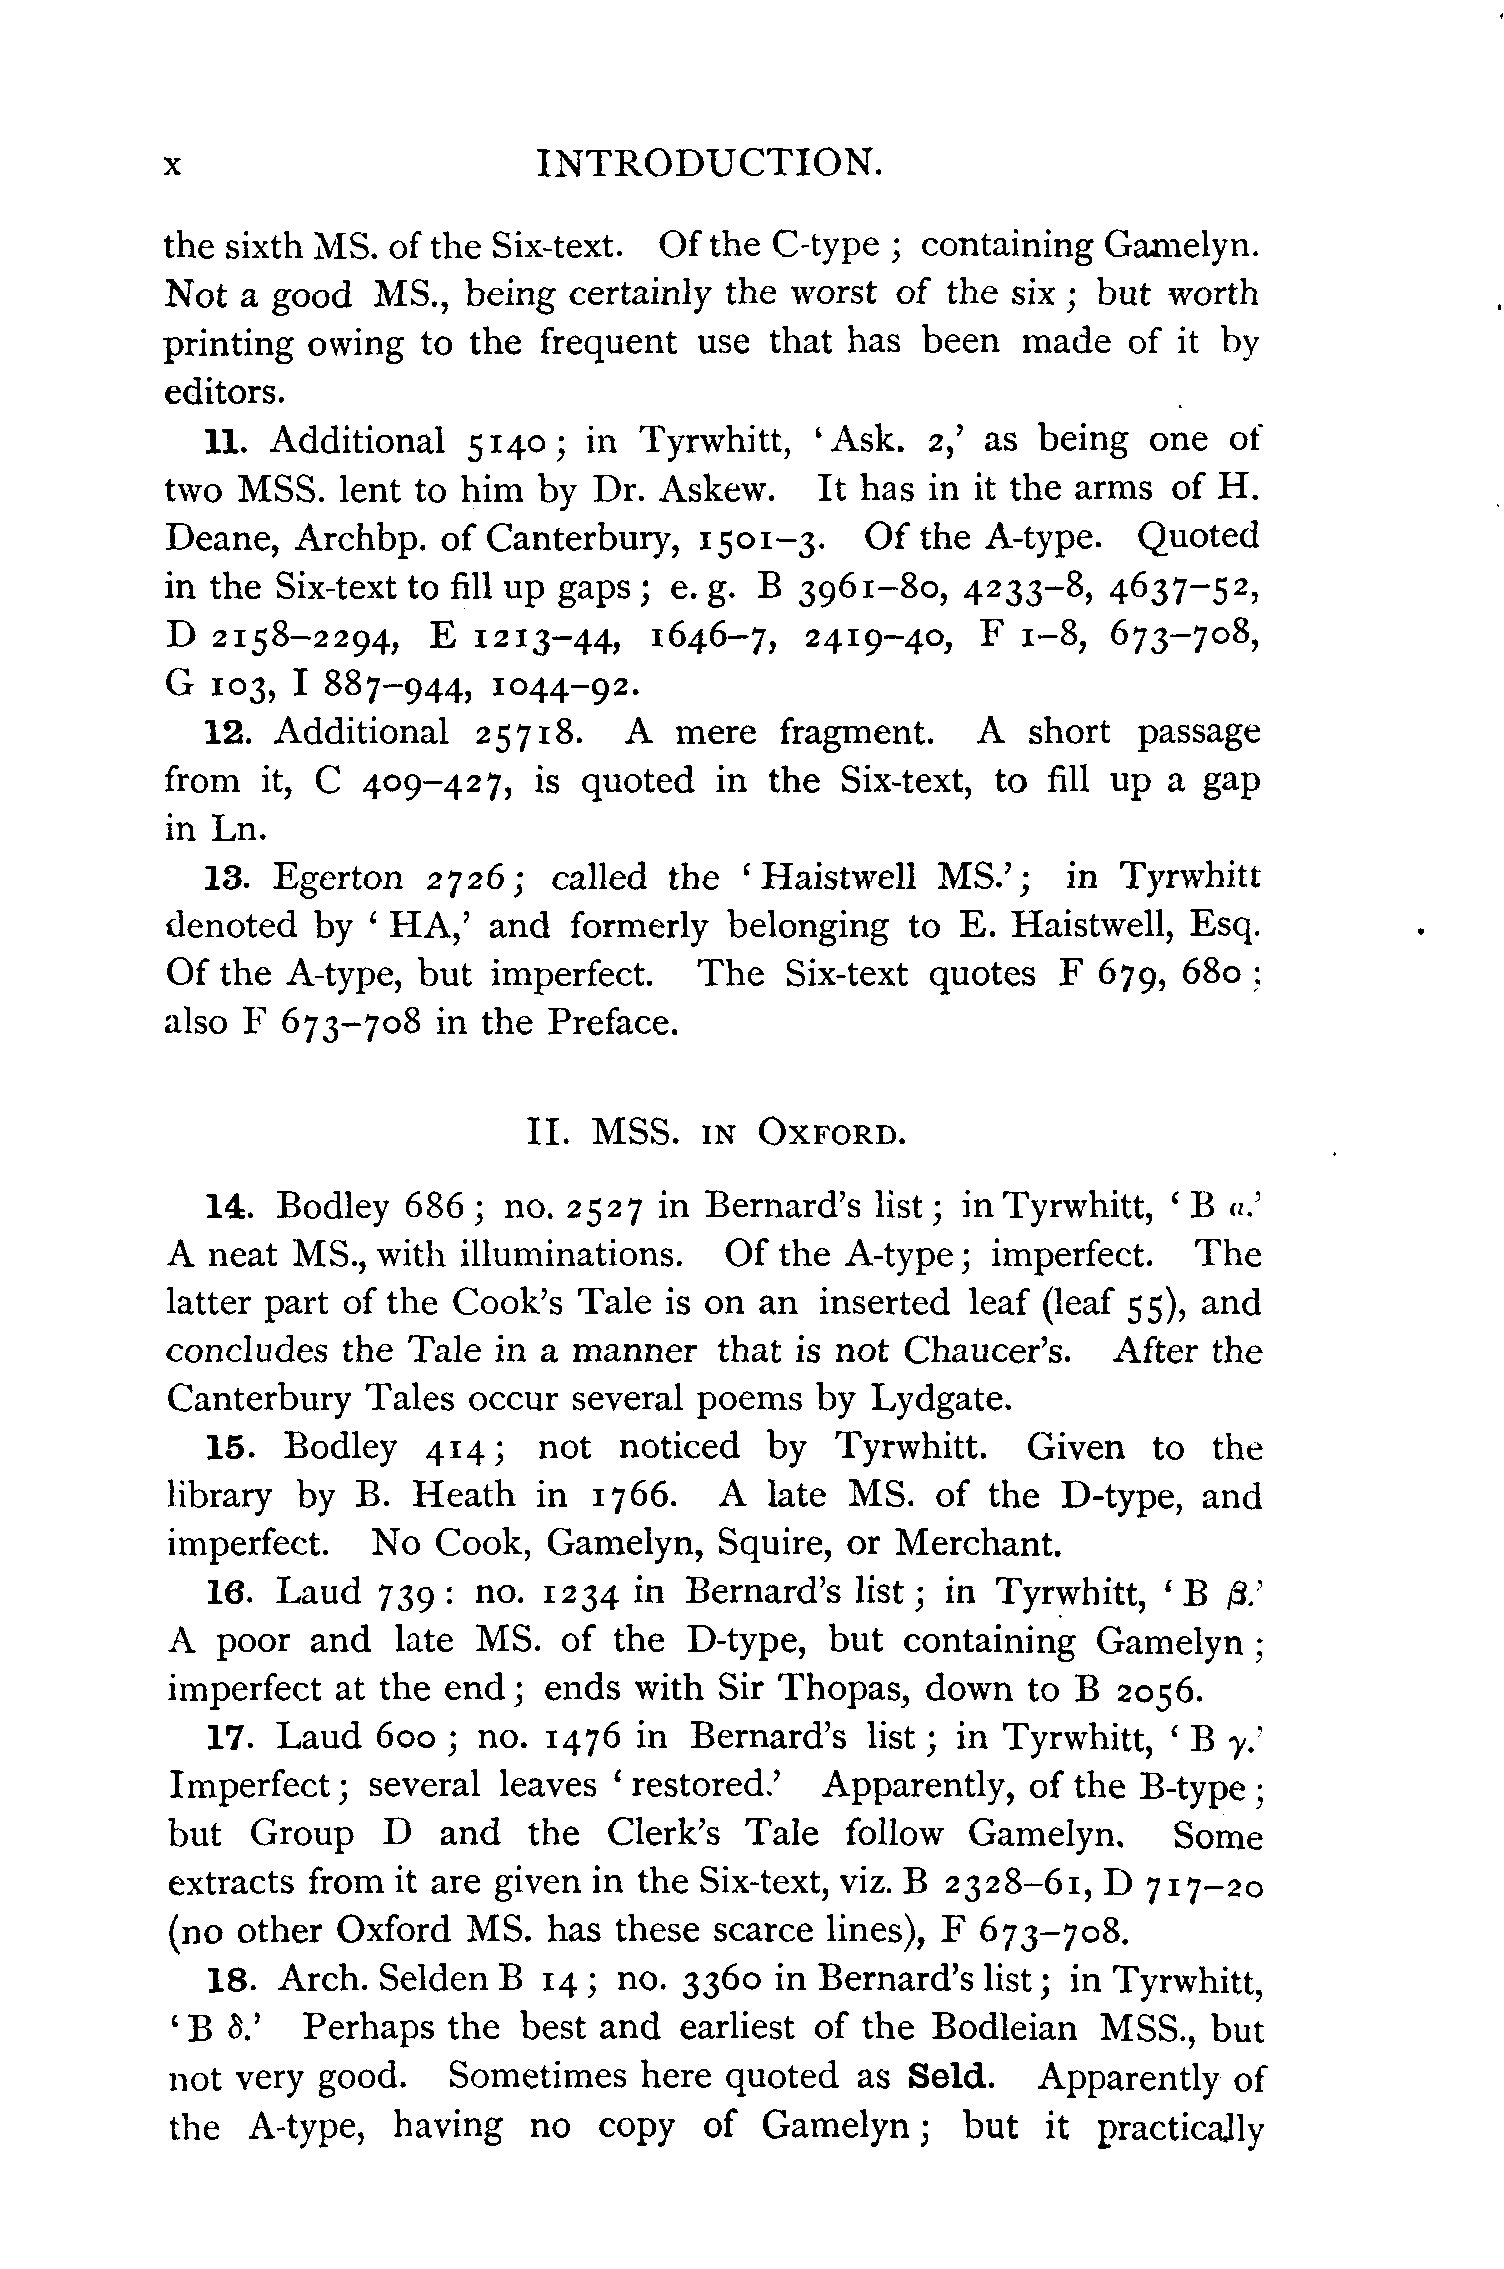 x INTRODUCTION.
the sixth MS. of the Six-text. Of the C-type ; containing Gamelyn.
Not a good MS., being certainly the worst of the six ; but worth
printing owing to the frequent use that has been made of it by
editors.
11. Additional 5140 ; in Tyrwhitt, ‘ Ask. 2,’ as being one of
two MSS. lent to him by Dr. Askew. It has in it the arms of H.
Deane, Archbp. of Canterbury, 1501–3. Of the A-type. Quoted
in the Six-text to fill up gaps ; e. g. B 3961–80, 4233–8, 4637–52,
D 2158–2294, E 1213–44, 1646–7, 2419–40, F 1–8, 673–708,
G 103, I 887–944, 1044–92.
12. Additional 25718. A mere fragment. A short passage
from it, C 409–427, is quoted in the Six-text, to fill up a gap
in Ln.
13. Egerton 2726 ; called the ‘ Haistwell MS.’ ; in Tyrwhitt
denoted by ‘ HA,’ and formerly belonging to E. Haistwell, Esq.
Of the A-type, but imperfect. The Six-text quotes F 679, 680 ;
also F 673–708 in the Preface.
II. MSS. IN OXFORD.
14. Bodley 686 ; no. 2527 in Bernard’s list ; in Tyrwhitt, ‘ B α.’
A neat MS., with illuminations. Of the A-type ; imperfect. The
latter part of the Cook’s Tale is on an inserted leaf (leaf 55), and
concludes the Tale in a manner that is not Chaucer’s. After the
Canterbury Tales occur several poems by Lydgate.
15. Bodley 414 ; not noticed by Tyrwhitt. Given to the
library by B. Heath in 1766. A late MS. of the D-type, and
imperfect. No Cook, Gamelyn, Squire, or Merchant.
16. Laud 739 : no. 1234 in Bernard’s list ; in Tyrwhitt, ‘ B β.’
A poor and late MS. of the D-type, but containing Gamelyn ;
imperfect at the end ; ends with Sir Thopas, down to B 2056.
17. Laud 600 ; no. 1476 in Bernard’s list ; in Tyrwhitt, ‘ B γ.’
Imperfect ; several leaves ‘ restored.’ Apparently, of the B-type ;
but Group D and the Clerk’s Tale follow Gamelyn. Some
extracts from it are given in the Six-text, viz. B 2328–61, D 717–20
(no other Oxford MS. has these scarce lines), F 673–708.
18. Arch. Selden B 14 ; no. 3360 in Bernard’s list ; in Tyrwhitt,
‘ B δ.’ Perhaps the best and earliest of the Bodleian MSS., but
not very good. Sometimes here quoted as Seld. Apparently of
the A-type, having no copy of Gamelyn ; but it practically